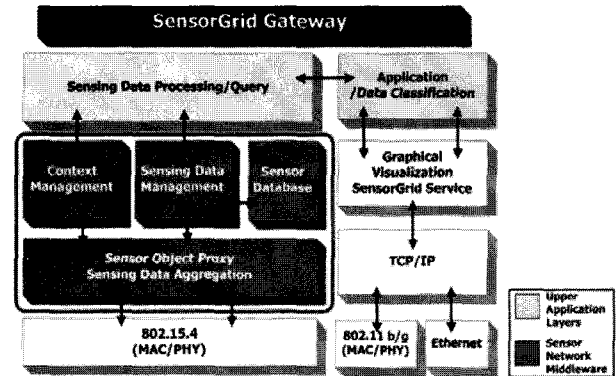 SensorGrid Gateway
Sensing Data Processing/Query
Application
/Data Classification
Context
Management
Sensing Data
Management
Sensor
Database
Graphical
Visualization
SensorGrid Service
Sensor Object Proxy
Sensing Data Aggregation
TCP/IP
802.15.4
(MAC/PHY)
802.11 b/g
(MAC/PHY)
Ethernet
Upper
Application
Layers
Sensor
Network
Middleware